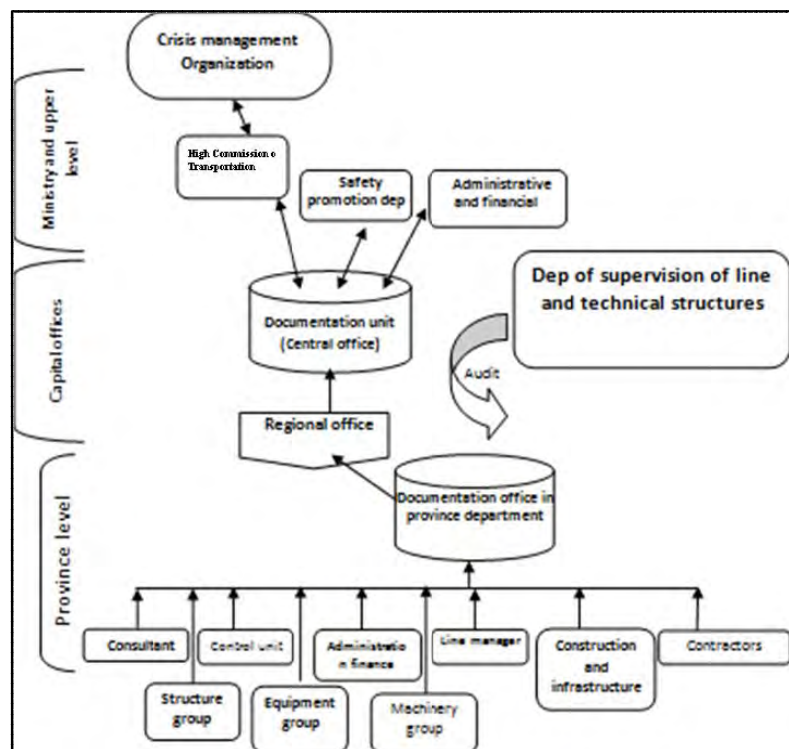 Crisis management
Organization
Ministry and upper
level
High Commission o
Transportation
Safety
promotion dep
Administrative
and financial
Capital offices
Dep of supervision of line
and technical structures
Documentation unit
(Central office)
Audit
Regional office
Province level
Documentation office in
province department
Consultant
Control unit
Administratio
n finance
Line manager
Construction
and
infrastructure
Contractors
Structure
group
Equipment
group
Machinery
group